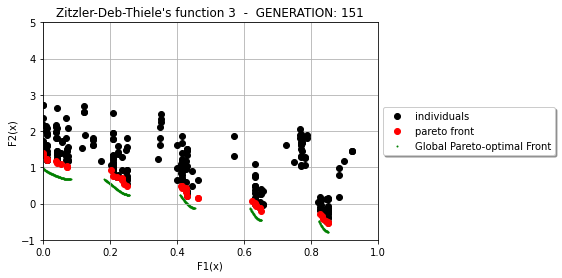 Zitzler-Deb-Thiele's function 3 - GENERATION: 151
5
4
3
2
1
0
−1
F2(x)
0.0 0.2 0.4 0.6 0.8 1.0
F1(x)
individuals
pareto front
Global Pareto-optimal Front